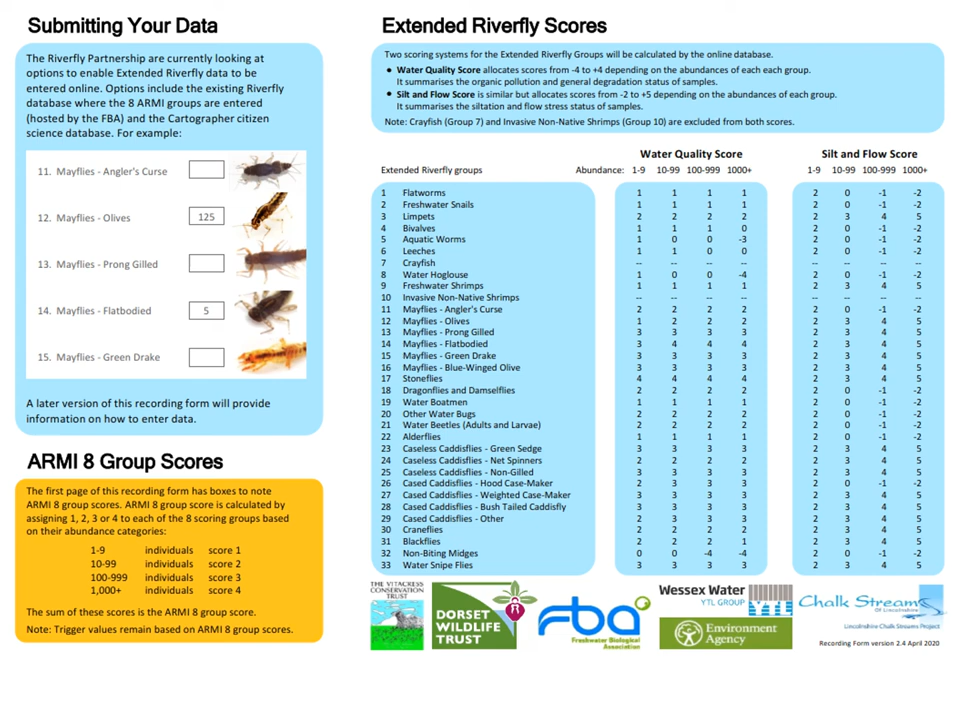 Submitting Your Data
The Riverfly Partnership are currently looking at
options to enable Extended Riverfly data to be
entered online. Options include the existing Riverfly
database where the 8 ARMI groups are entered
(hosted by the FBA) and the Cartographer citizen
science database. For example:
11. Mayflies - Angler's Curse
12. Mayflies - Olives 125
13. Mayflies - Prong Gilled
14. Mayflies - Flatbodied 5
15. Mayflies - Green Drake
A later version of this recording form will provide
information on how to enter data.
ARMI 8 Group Scores
The first page of this recording form has boxes to note
ARMI 8 group scores. ARMI 8 group score is calculated by
assigning 1, 2, 3 or 4 to each of the 8 scoring groups based
on their abundance categories:
1-9 individuals score 1
10-99 individuals score 2
100-999 individuals score 3
1,000+ individuals score 4
The sum of these scores is the ARMI 8 group score.
Note: Trigger values remain based on ARMI 8 group scores.
Extended Riverfly Scores
Two scoring systems for the Extended Riverfly Groups will be calculated by the online database.
• Water Quality Score allocates scores from -4 to +4 depending on the abundances of each each group.
It summarises the organic pollution and general degradation status of samples.
• Silt and Flow Score is similar but allocates scores from -2 to +5 depending on the abundances of each group.
It summarises the siltation and flow stress status of samples.
Note: Crayfish (Group 7) and Invasive Non-Native Shrimps (Group 10) are excluded from both scores.
Water Quality Score Silt and Flow Score
Extended Riverfly groups Abundance: 1-9 10-99 100-999 1000+ 1-9 10-99 100-999 1000+
1 Flatworms 1 1 1 1 2 0 -1 -2
2 Freshwater Snails 1 1 1 1 2 0 -1 -2
3 Limpets 2 2 2 2 2 3 4 5
4 Bivalves 1 1 1 0 2 0 -1 -2
5 Aquatic Worms 1 0 0 -3 2 0 -1 -2
6 Leeches 1 1 0 0 2 0 -1 -2
7 Crayfish -- -- -- -- -- -- -- --
8 Water Hoglouse 1 0 0 -4 2 0 -1 -2
9 Freshwater Shrimps 1 1 1 1 2 3 4 5
10 Invasive Non-Native Shrimps -- -- -- -- -- -- -- --
11 Mayflies - Angler's Curse 2 2 2 2 2 0 -1 -2
12 Mayflies - Olives 1 2 2 2 2 3 4 5
13 Mayflies - Prong Gilled 3 3 3 3 2 3 4 5
14 Mayflies - Flatbodied 3 4 4 4 2 3 4 5
15 Mayflies - Green Drake 3 3 3 3 2 3 4 5
16 Mayflies - Blue-Winged Olive 3 3 3 3 2 3 4 5
17 Stoneflies 4 4 4 4 2 3 4 5
18 Dragonflies and Damselflies 2 2 2 2 2 0 -1 -2
19 Water Boatmen 1 1 1 1 2 0 -1 -2
20 Other Water Bugs 2 2 2 2 2 0 -1 -2
21 Water Beetles (Adults and Larvae) 2 2 2 2 2 0 -1 -2
22 Alderflies 1 1 1 1 2 0 -1 -2
23 Caseless Caddisflies - Green Sedge 3 3 3 3 2 3 4 5
24 Caseless Caddisflies - Net Spinners 2 2 2 2 2 3 4 5
25 Caseless Caddisflies - Non-Gilled 3 3 3 3 2 3 4 5
26 Cased Caddisflies - Hood Case-Maker 2 3 3 3 2 0 -1 -2
27 Cased Caddisflies - Weighted Case-Maker 3 3 3 3 2 3 4 5
28 Cased Caddisflies - Bush Tailed Caddisfly 3 3 3 3 2 3 4 5
29 Cased Caddisflies - Other 2 3 3 3 2 3 4 5
30 Craneflies 2 2 2 2 2 3 4 5
31 Blackflies 2 2 2 1 2 3 4 5
32 Non-Biting Midges 0 0 -4 -4 2 0 -1 -2
33 Water Snipe Flies 3 3 3 3 2 3 4 5
THE VITACRESS
CONSERVATION
TRUST
DORSET
WILDLIFE
TRUST
fba
Freshwater Biological
Association
Wessex Water
YTL GROUP YTL
Environment
Agency
Chalk Streams
Of Lincolnshire
Lincolnshire Chalk Streams Project
Recording Form version 2.4 April 2020